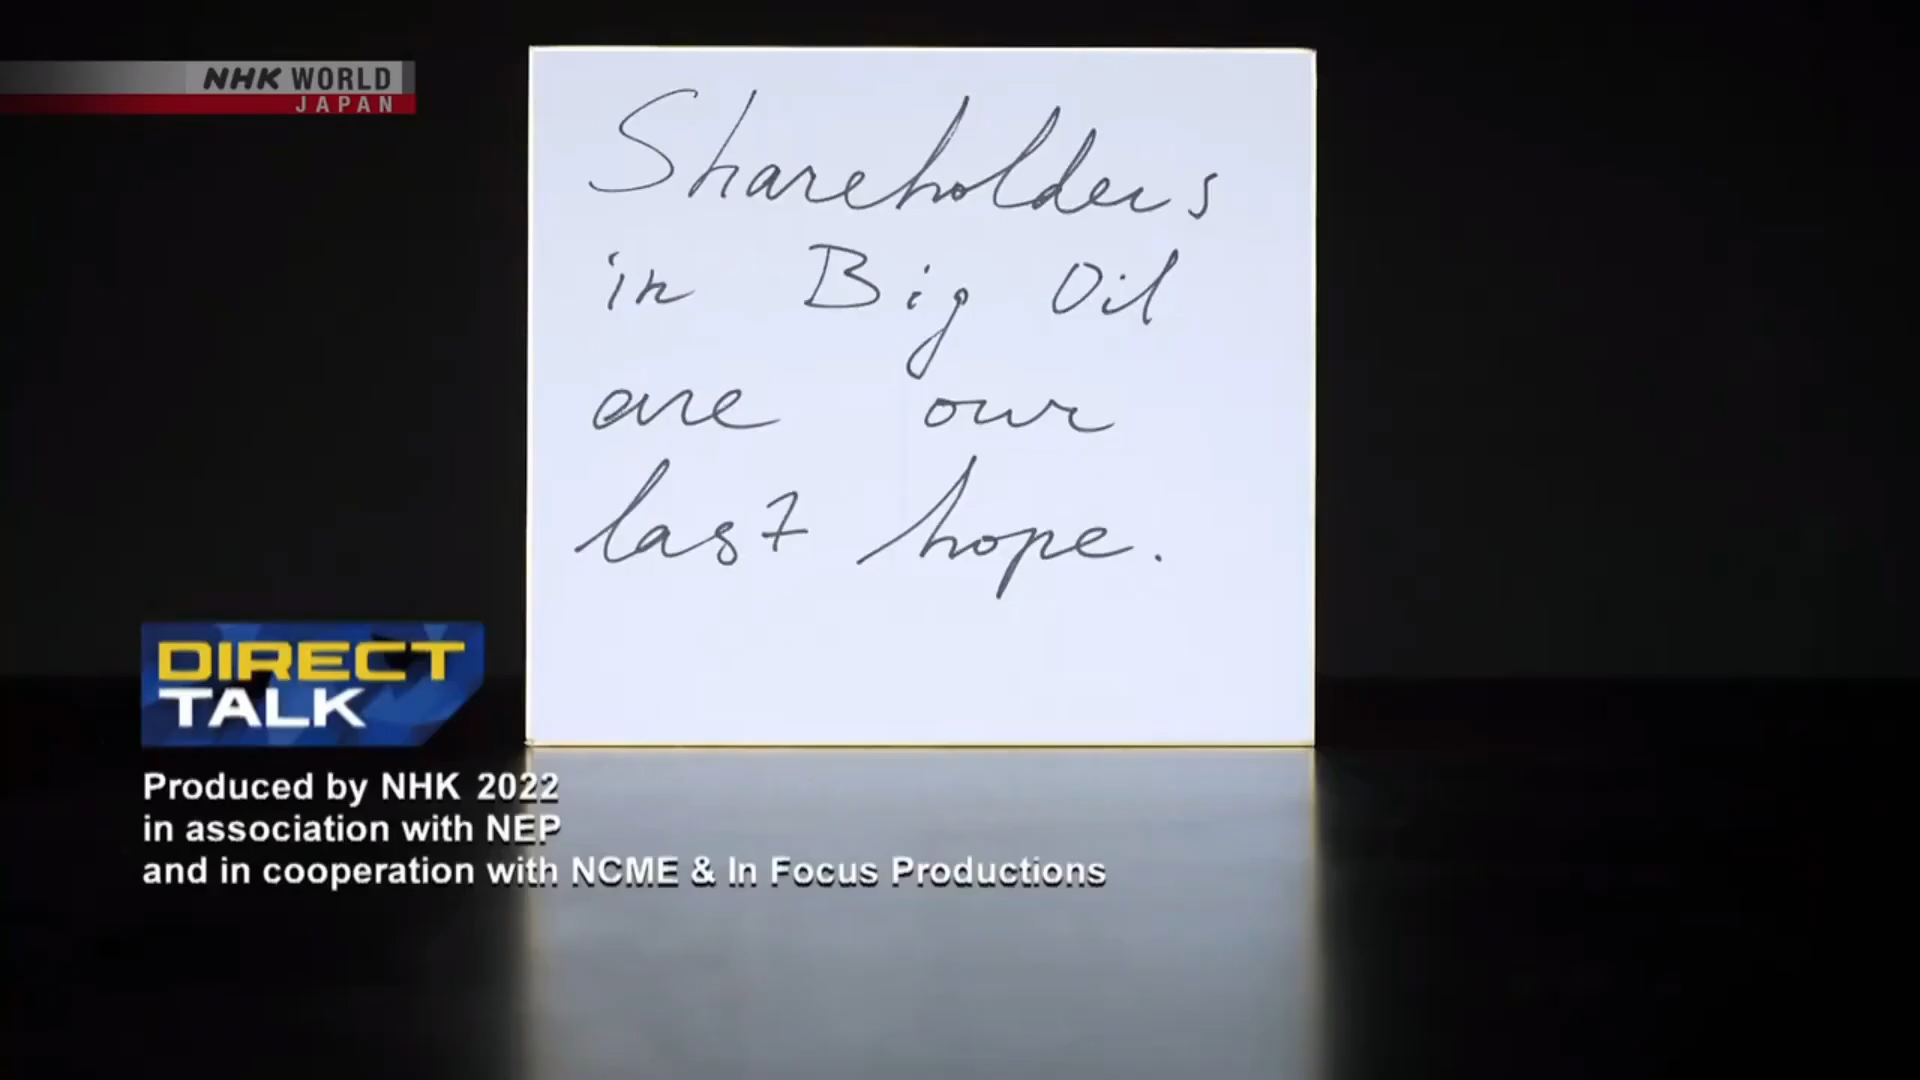 NHK WORLD
JAPAN
Shareholders
in Big Oil
are our
last hope.
DIRECT
TALK
Produced by NHK 2022
in association with NEP
and in cooperation with NCME & In Focus Productions